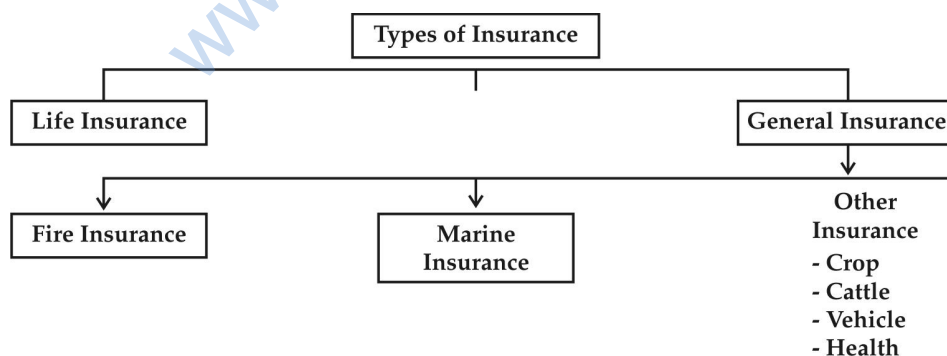 Types of Insurance
Life Insurance
General Insurance
Fire Insurance
Marine
Insurance
Other
Insurance
- Crop
- Cattle
- Vehicle
- Health